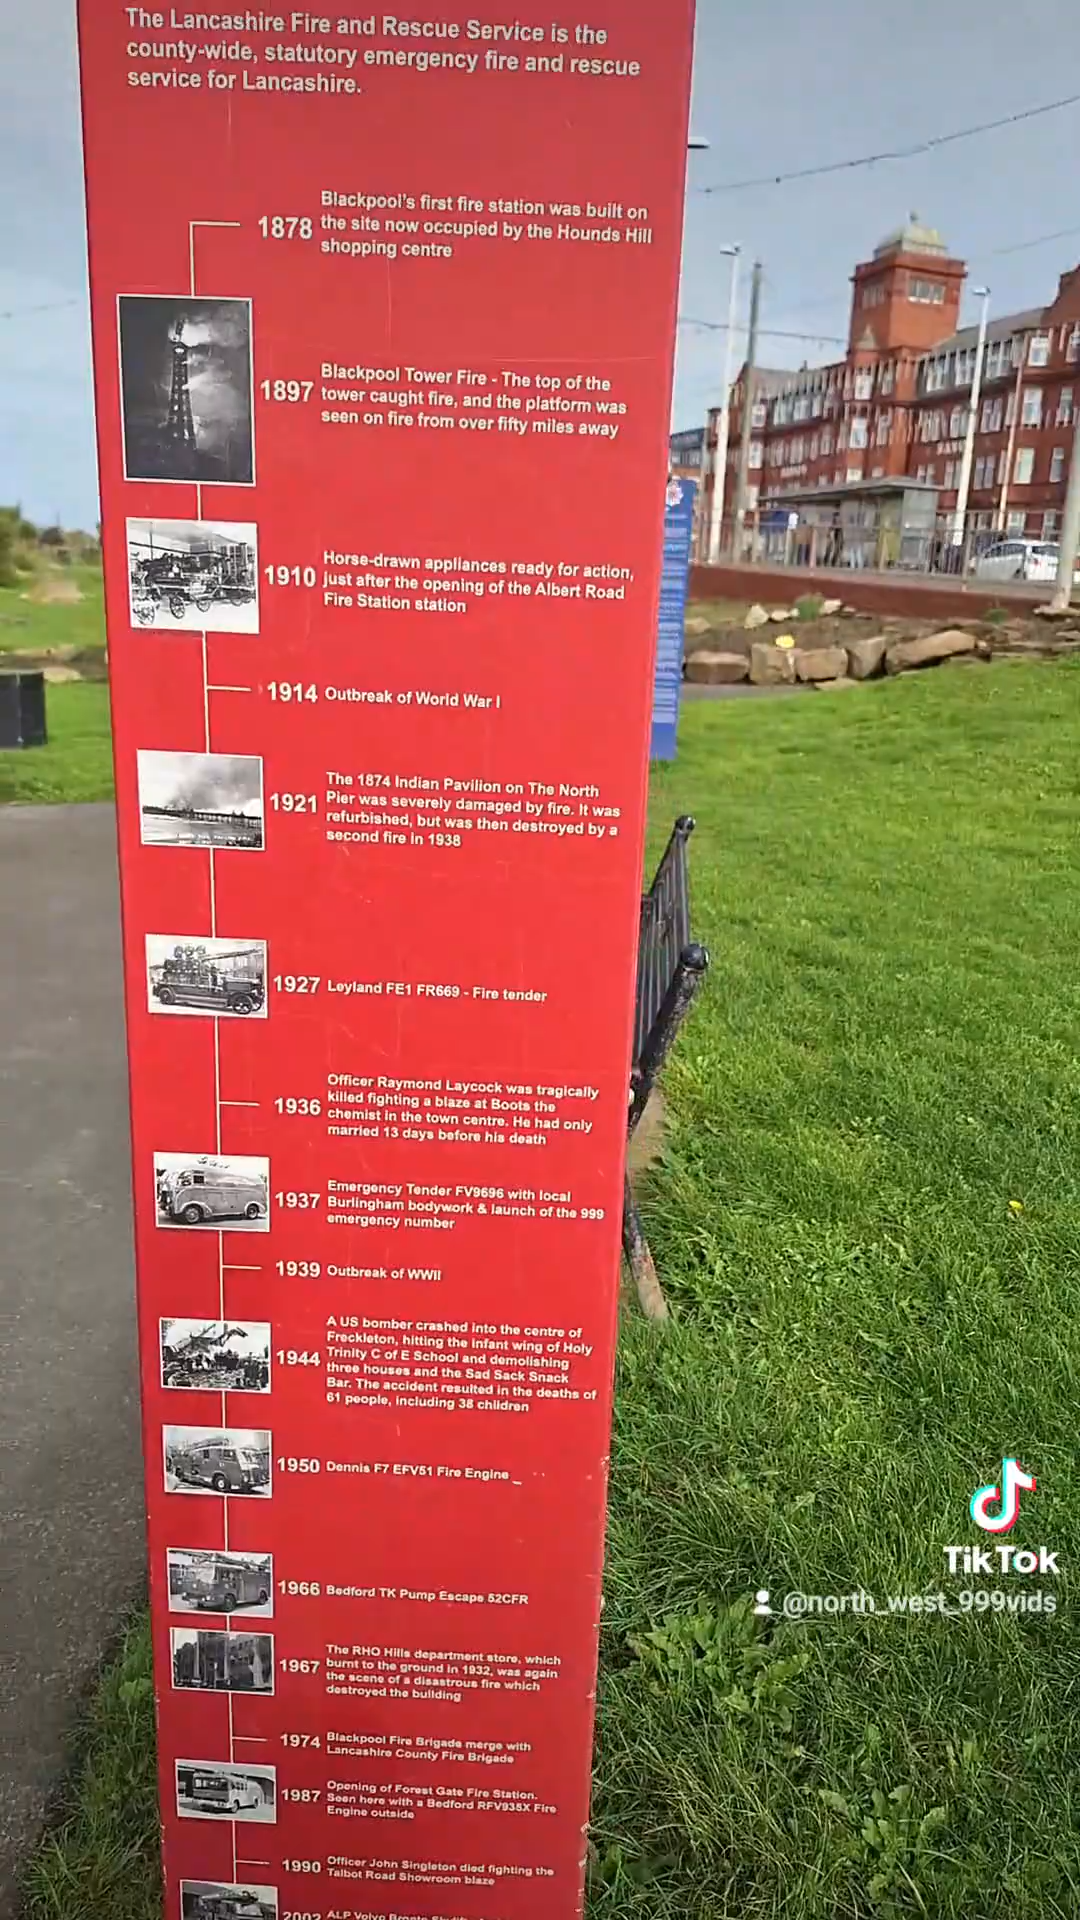 The Lancashire Fire and Rescue Service is the
county-wide, statutory emergency fire and rescue
service for Lancashire.
1878
Blackpool's first fire station was built on
the site now occupied by the Hounds Hill
shopping centre
1897
Blackpool Tower Fire - The top of the
tower caught fire, and the platform was
seen on fire from over fifty miles away
1910
Horse-drawn appliances ready for action,
just after the opening of the Albert Road
Fire Station station
1914 Outbreak of World War I
1921
The 1874 Indian Pavilion on The North
Pier was severely damaged by fire. It was
refurbished, but was then destroyed by a
second fire in 1938
1927 Leyland FE1 FR669 - Fire tender
1936
Officer Raymond Laycock was tragically
killed fighting a blaze at Boots the
chemist in the town centre. He had only
married 13 days before his death
1937
Emergency Tender FV9696 with local
Burlingham bodywork & launch of the 999
emergency number
1939 Outbreak of WWII
1944
A US bomber crashed into the centre of
Freckleton, hitting the infant wing of Holy
Trinity C of E School and demolishing
three houses and the Sad Sack Snack
Bar. The accident resulted in the deaths of
61 people, including 38 children
1950 Dennis F7 EFV51 Fire Engine
1966 Bedford TK Pump Escape 52CFR
1967
The RHO Hills department store, which
burnt to the ground in 1932, was again
the scene of a disastrous fire which
destroyed the building
1974
Blackpool Fire Brigade merge with
Lancashire County Fire Brigade
1987
Opening of Forest Gate Fire Station.
Seen here with a Bedford RFV935X Fire
Engine outside
1990
Officer John Singleton died fighting the
Talbot Road Showroom blaze
2002 ALP Volvo
TikTok
@north_west_999vids